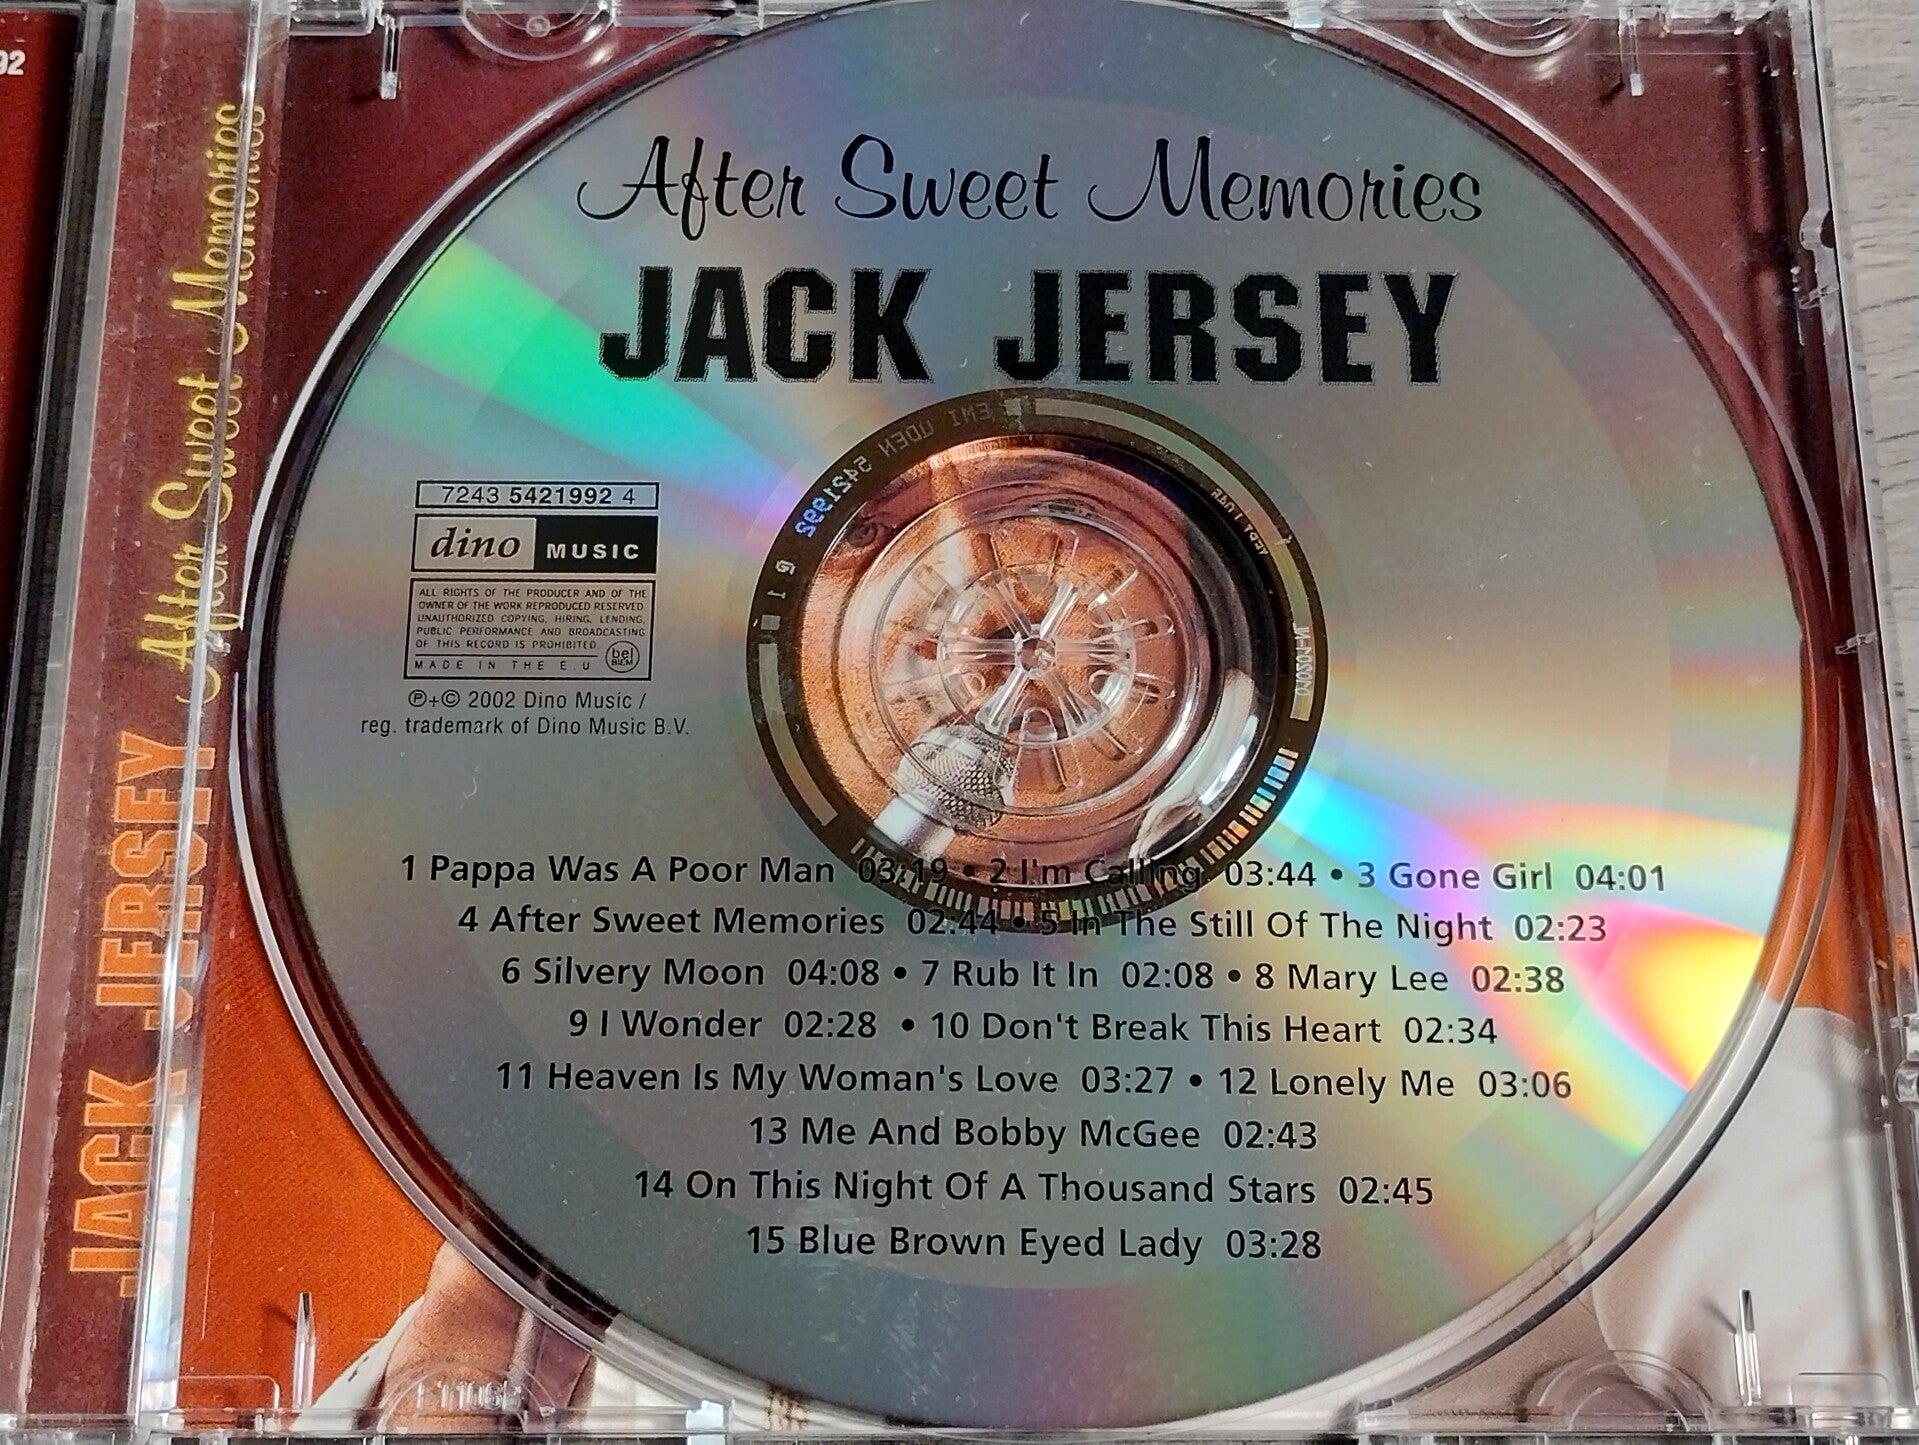 92
After Sweet Memories
JACK JERSEY
JACK JERSEY After Sweet Memories
7243 5421992 4
dino MUSIC
ALL RIGHTS OF THE PRODUCER AND OF THE
OWNER OF THE WORK REPRODUCED RESERVED.
UNAUTHORIZED COPYING, HIRING, LENDING,
PUBLIC PERFORMANCE AND BROADCASTING
OF THIS RECORD IS PROHIBITED.
MADE IN THE E.U
bel
BIEM
℗+© 2002 Dino Music /
reg. trademark of Dino Music B.V.
EMI UDEN 5421992
1 Pappa Was A Poor Man 03:19 • 2 I'm Calling 03:44 • 3 Gone Girl 04:01
4 After Sweet Memories 02:44 • 5 In The Still Of The Night 02:23
6 Silvery Moon 04:08 • 7 Rub It In 02:08 • 8 Mary Lee 02:38
9 I Wonder 02:28 • 10 Don't Break This Heart 02:34
11 Heaven Is My Woman's Love 03:27 • 12 Lonely Me 03:06
13 Me And Bobby McGee 02:43
14 On This Night Of A Thousand Stars 02:45
15 Blue Brown Eyed Lady 03:28